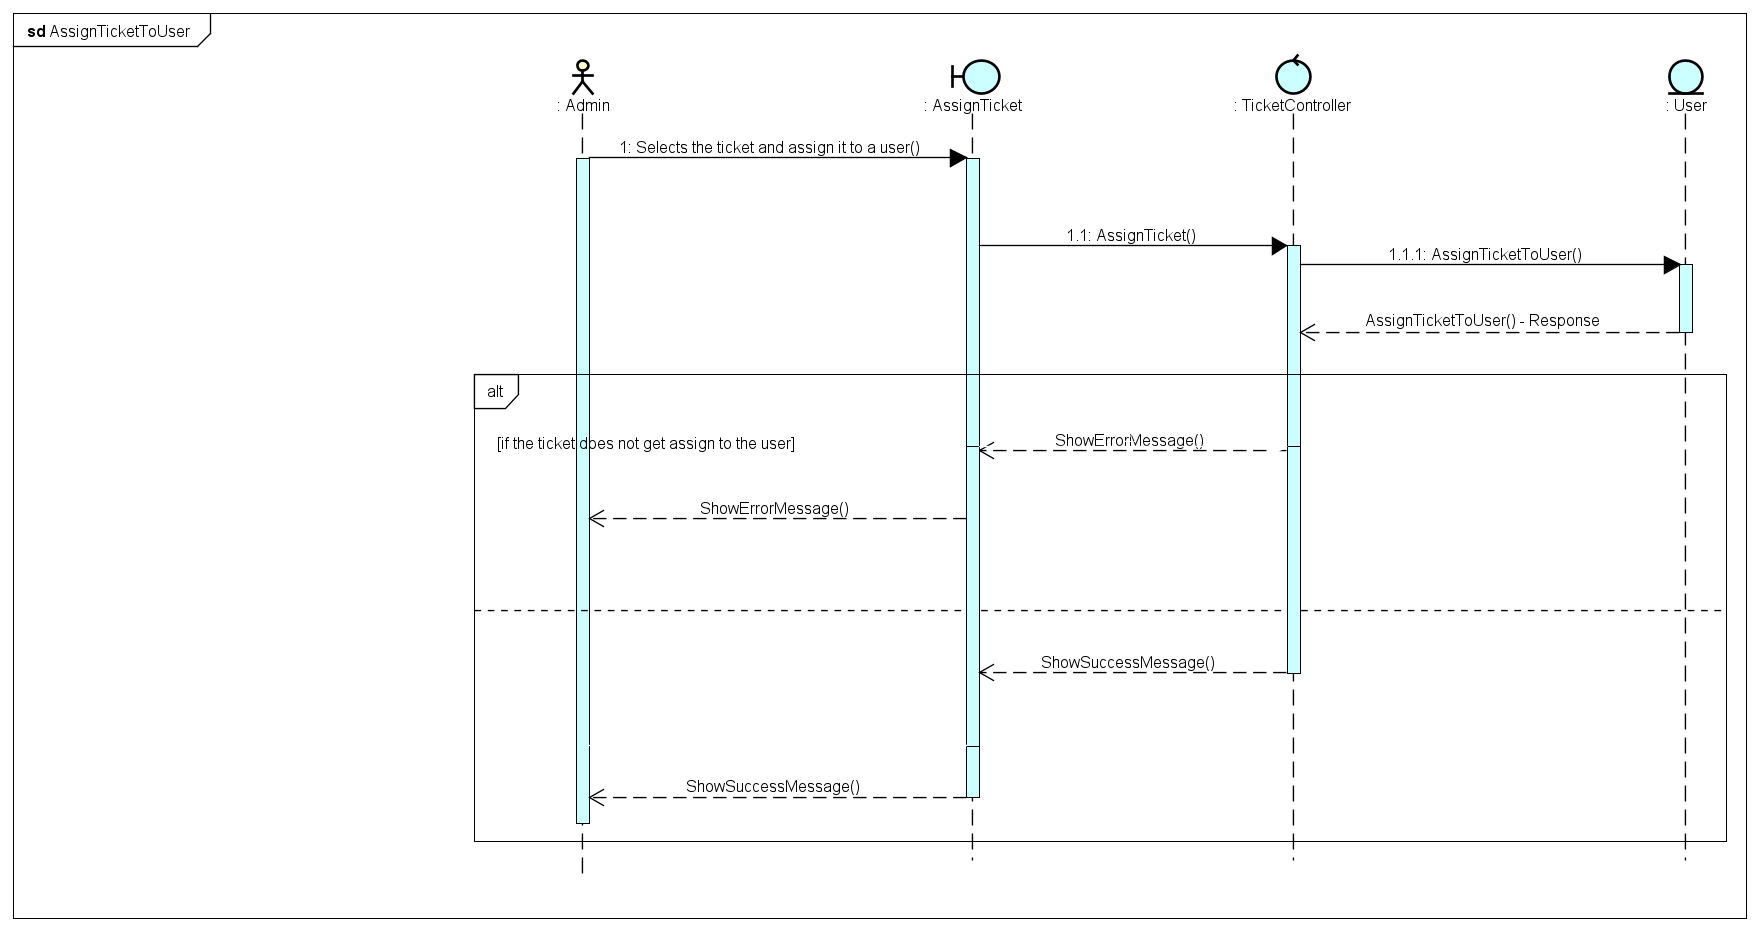 sd AssignTicketToUser
: Admin
: AssignTicket
: TicketController
: User
1: Selects the ticket and assign it to a user()
1.1: AssignTicket()
1.1.1: AssignTicketToUser()
AssignTicketToUser() - Response
alt
[if the ticket does not get assign to the user]
ShowErrorMessage()
ShowErrorMessage()
ShowSuccessMessage()
ShowSuccessMessage()